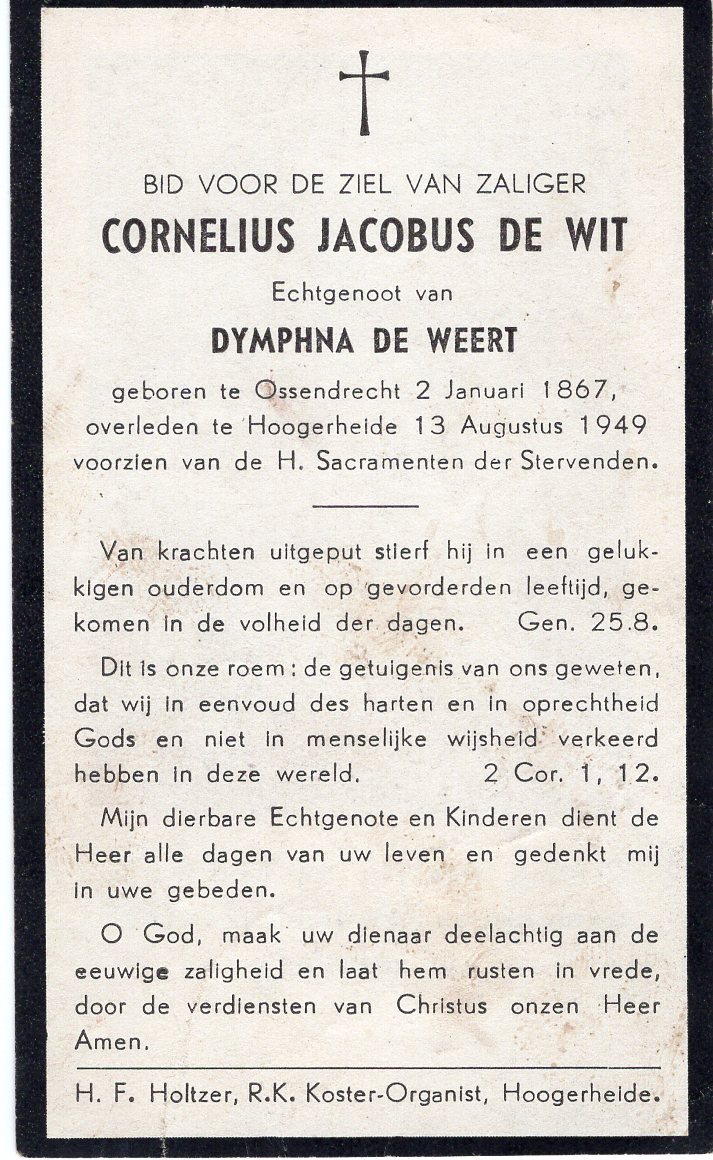 BID VOOR DE ZIEL VAN ZALIGER
CORNELIUS JACOBUS DE WIT
Echtgenoot van
DYMPHNA DE WEERT
geboren te Ossendrecht 2 Januari 1867,
overleden te Hoogerheide 13 Augustus 1949
voorzien van de H. Sacramenten der Stervenden.
Van krachten uitgeput stierf hij in een geluk-
kigen ouderdom en op gevorderden leeftijd, ge-
komen in de volheid der dagen. Gen. 25.8.
Dit is onze roem : de getuigenis van ons geweten,
dat wij in eenvoud des harten en in oprechtheid
Gods en niet in menselijke wijsheid verkeerd
hebben in deze wereld. 2 Cor. 1, 12.
Mijn dierbare Echtgenote en Kinderen dient de
Heer alle dagen van uw leven en gedenkt mij
in uwe gebeden.
O God, maak uw dienaar deelachtig aan de
eeuwige zaligheid en laat hem rusten in vrede,
door de verdiensten van Christus onzen Heer
Amen.
H. F. Holtzer, R.K. Koster-Organist, Hoogerheide.